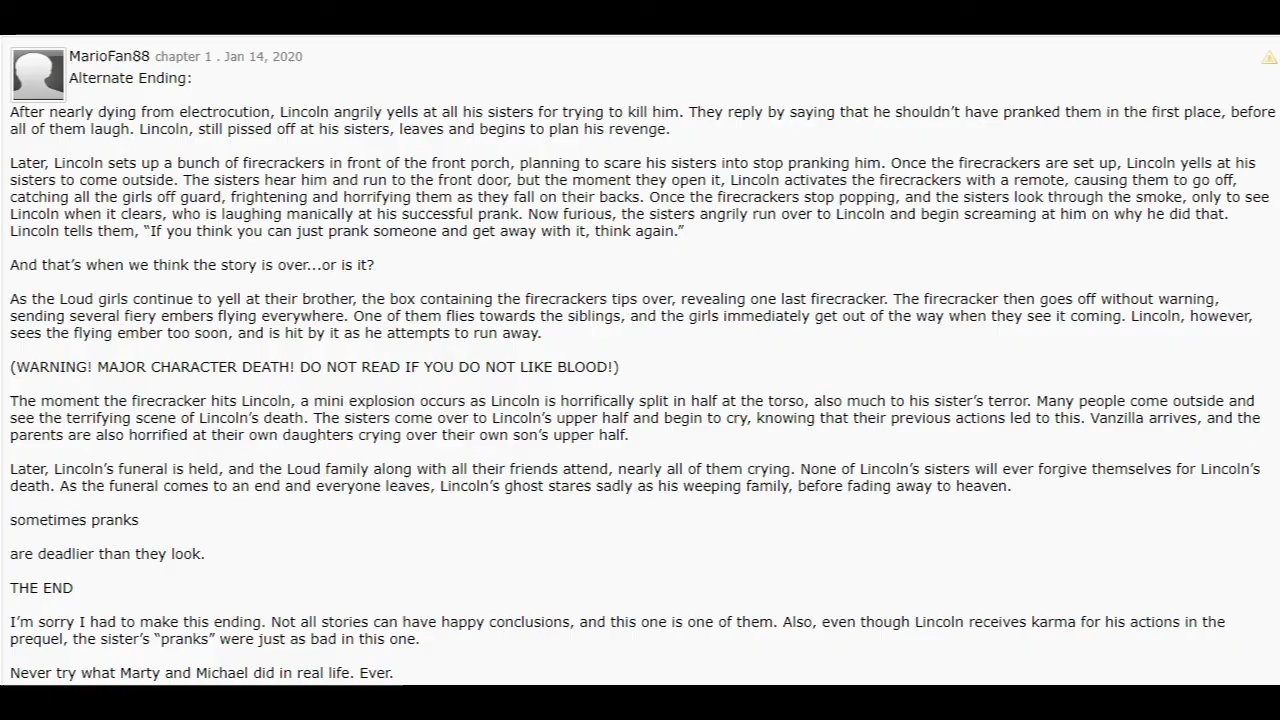 MarioFan88 chapter 1 . Jan 14, 2020
Alternate Ending:
After nearly dying from electrocution, Lincoln angrily yells at all his sisters for trying to kill him. They reply by saying that he shouldn’t have pranked them in the first place, before
all of them laugh. Lincoln, still pissed off at his sisters, leaves and begins to plan his revenge.
Later, Lincoln sets up a bunch of firecrackers in front of the front porch, planning to scare his sisters into stop pranking him. Once the firecrackers are set up, Lincoln yells at his
sisters to come outside. The sisters hear him and run to the front door, but the moment they open it, Lincoln activates the firecrackers with a remote, causing them to go off,
catching all the girls off guard, frightening and horrifying them as they fall on their backs. Once the firecrackers stop popping, and the sisters look through the smoke, only to see
Lincoln when it clears, who is laughing manically at his successful prank. Now furious, the sisters angrily run over to Lincoln and begin screaming at him on why he did that.
Lincoln tells them, “If you think you can just prank someone and get away with it, think again.”
And that’s when we think the story is over…or is it?
As the Loud girls continue to yell at their brother, the box containing the firecrackers tips over, revealing one last firecracker. The firecracker then goes off without warning,
sending several fiery embers flying everywhere. One of them flies towards the siblings, and the girls immediately get out of the way when they see it coming. Lincoln, however,
sees the flying ember too soon, and is hit by it as he attempts to run away.
(WARNING! MAJOR CHARACTER DEATH! DO NOT READ IF YOU DO NOT LIKE BLOOD!)
The moment the firecracker hits Lincoln, a mini explosion occurs as Lincoln is horrifically split in half at the torso, also much to his sister’s terror. Many people come outside and
see the terrifying scene of Lincoln’s death. The sisters come over to Lincoln’s upper half and begin to cry, knowing that their previous actions led to this. Vanzilla arrives, and the
parents are also horrified at their own daughters crying over their own son’s upper half.
Later, Lincoln’s funeral is held, and the Loud family along with all their friends attend, nearly all of them crying. None of Lincoln’s sisters will ever forgive themselves for Lincoln’s
death. As the funeral comes to an end and everyone leaves, Lincoln’s ghost stares sadly as his weeping family, before fading away to heaven.
sometimes pranks
are deadlier than they look.
THE END
I’m sorry I had to make this ending. Not all stories can have happy conclusions, and this one is one of them. Also, even though Lincoln receives karma for his actions in the
prequel, the sister’s “pranks” were just as bad in this one.
Never try what Marty and Michael did in real life. Ever.